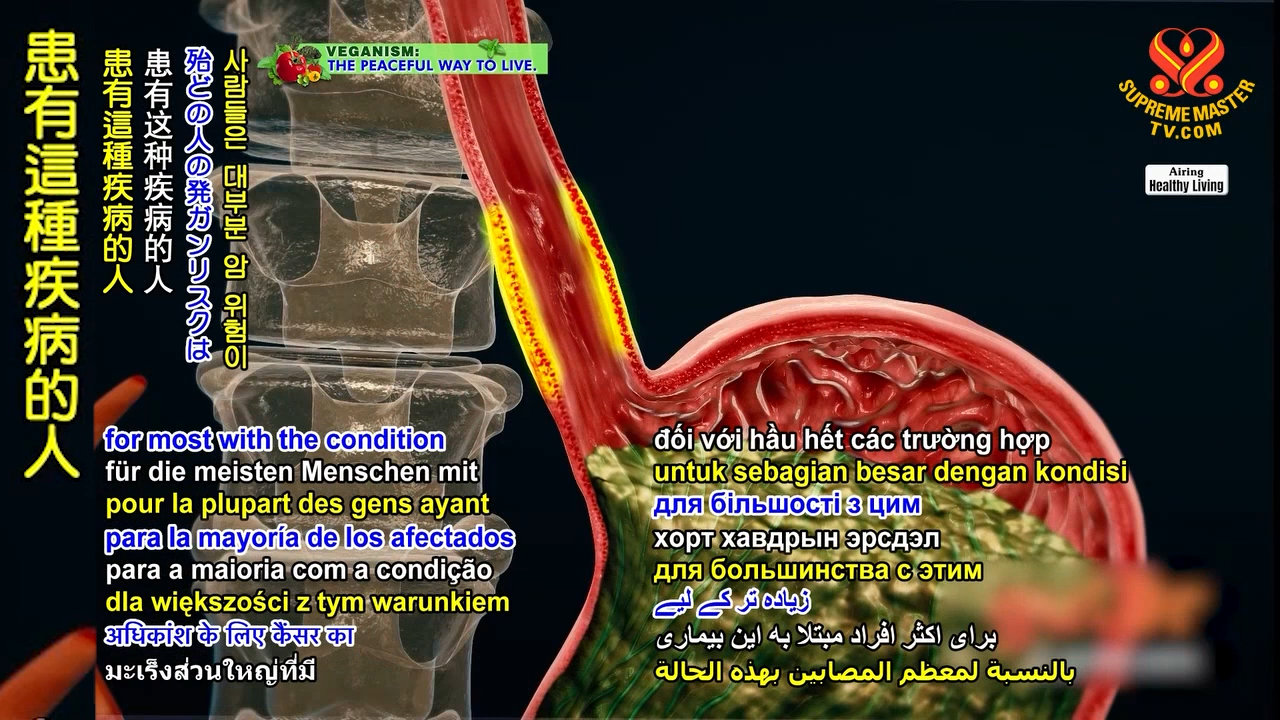 患有這種疾病的人
患有這種疾病的人
患有这种疾病的人
殆どの人の発ガンリスクは
사람들은 대부분 암 위험이
VEGANISM:
THE PEACEFUL WAY TO LIVE.
SUPREME MASTER
TV.COM
Airing
Healthy Living
for most with the condition
für die meisten Menschen mit
pour la plupart des gens ayant
para la mayoría de los afectados
para a maioria com a condição
dla większości z tym warunkiem
अधिकांश के लिए कैंसर का
มะเร็งส่วนใหญ่ที่มี
đối với hầu hết các trường hợp
untuk sebagian besar dengan kondisi
для більшості з цим
хорт хавдрын эрсдэл
для большинства с этим
زیادہ تر کے لیے
برای اکثر افراد مبتلا به این بیماری
بالنسبة لمعظم المصابين بهذه الحالة